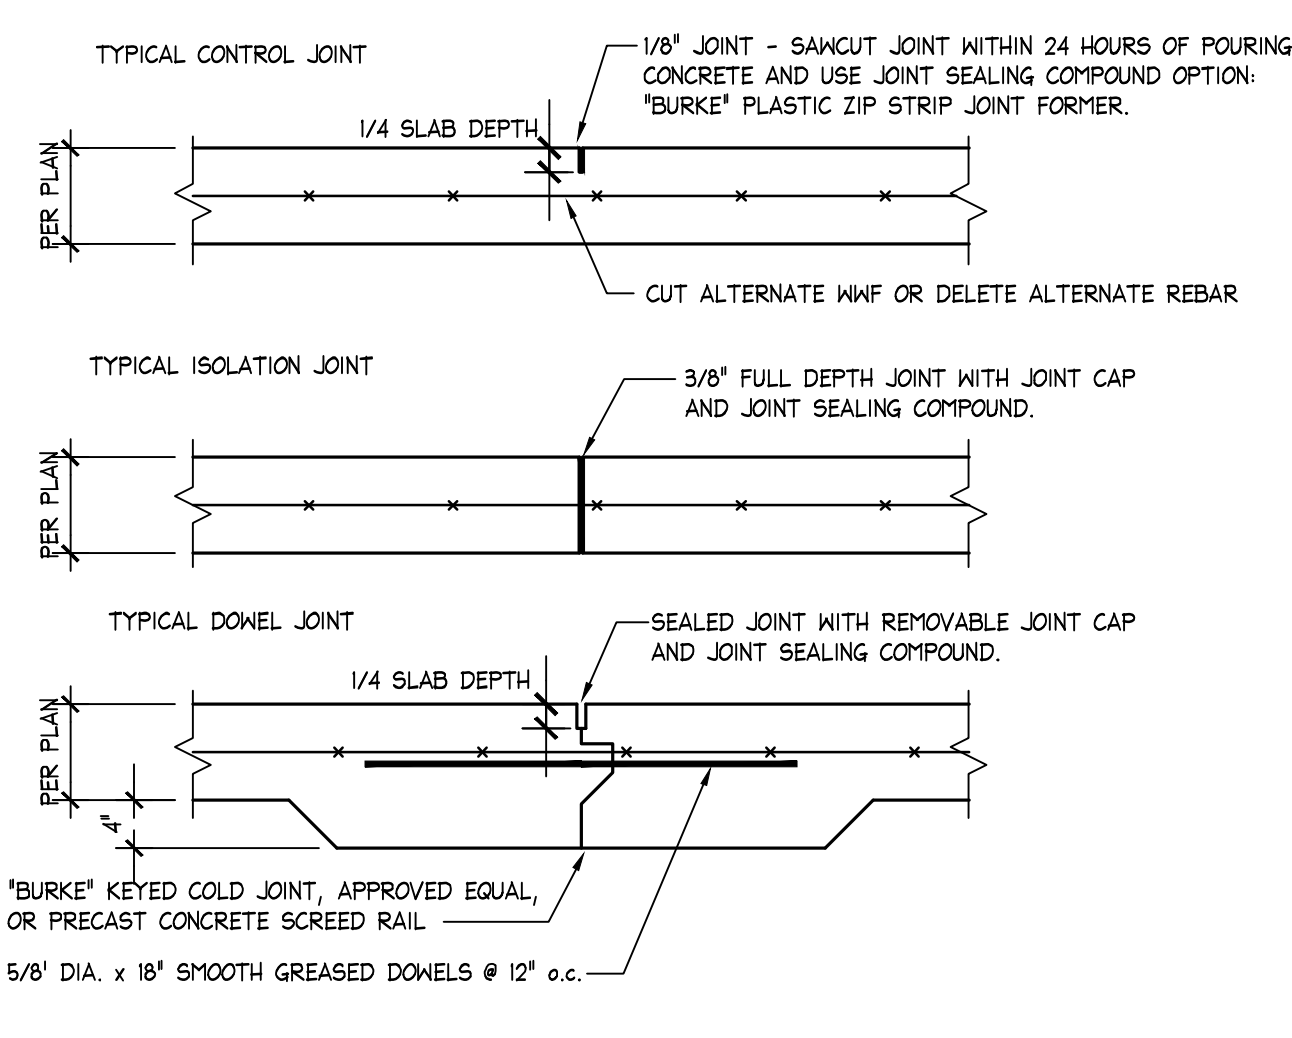 TYPICAL CONTROL JOINT
1/8" JOINT - SAWCUT JOINT WITHIN 24 HOURS OF POURING
CONCRETE AND USE JOINT SEALING COMPOUND OPTION:
"BURKE" PLASTIC ZIP STRIP JOINT FORMER.
1/4 SLAB DEPTH
PER PLAN
CUT ALTERNATE WWF OR DELETE ALTERNATE REBAR
TYPICAL ISOLATION JOINT
3/8" FULL DEPTH JOINT WITH JOINT CAP
AND JOINT SEALING COMPOUND.
PER PLAN
TYPICAL DOWEL JOINT
SEALED JOINT WITH REMOVABLE JOINT CAP
AND JOINT SEALING COMPOUND.
1/4 SLAB DEPTH
PER PLAN
4"
"BURKE" KEYED COLD JOINT, APPROVED EQUAL,
OR PRECAST CONCRETE SCREED RAIL
5/8' DIA. x 18" SMOOTH GREASED DOWELS @ 12" o.c.